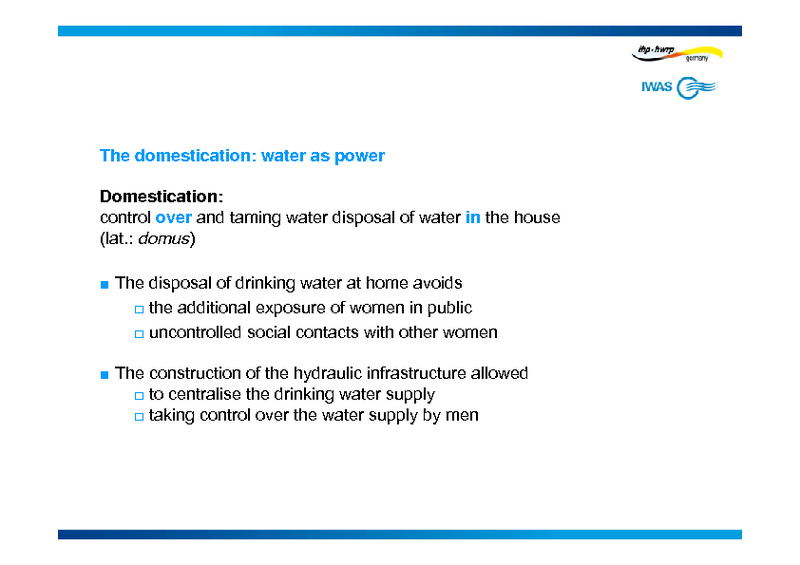 ihp - hwrp
germany
IWAS
The domestication: water as power
Domestication:
control over and taming water disposal of water in the house
(lat.: domus)
■ The disposal of drinking water at home avoids
□ the additional exposure of women in public
□ uncontrolled social contacts with other women
■ The construction of the hydraulic infrastructure allowed
□ to centralise the drinking water supply
□ taking control over the water supply by men